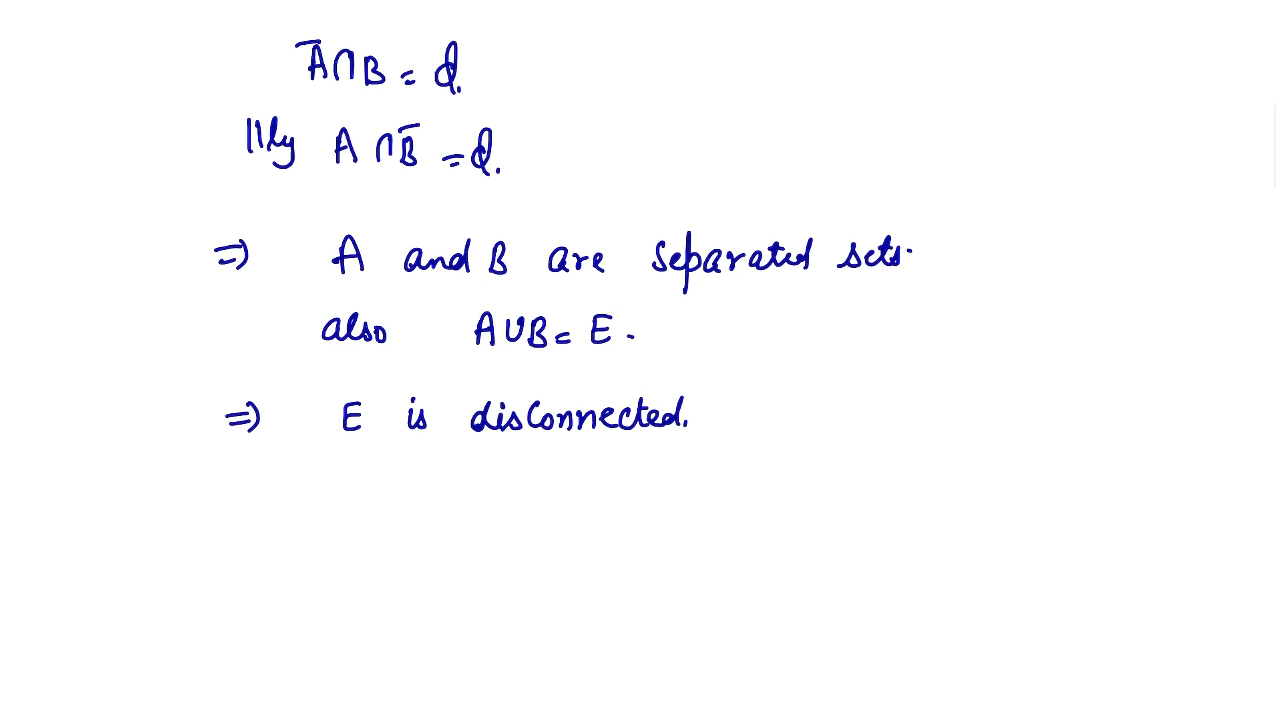 A̅∩B = ϕ.
|||ly A ∩B̅ = ϕ.
⇒ A and B are separated sets.
also A∪B = E.
⇒ E is disconnected.